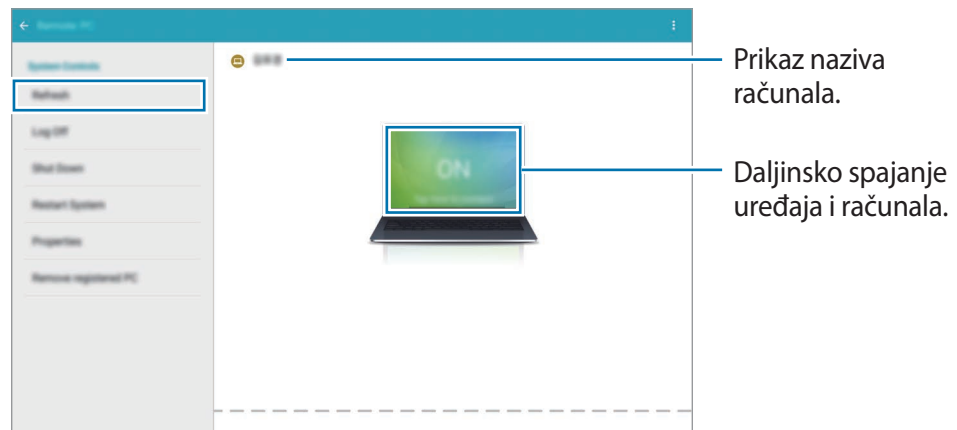 Remote PC
System Controls
Refresh
Log Off
Shut Down
Restart System
Properties
Remove registered PC
ON
Prikaz naziva
računala.
Daljinsko spajanje
uređaja i računala.